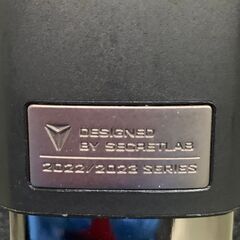 DESIGNED
BY SECRETLAB
2022/2023 SERIES